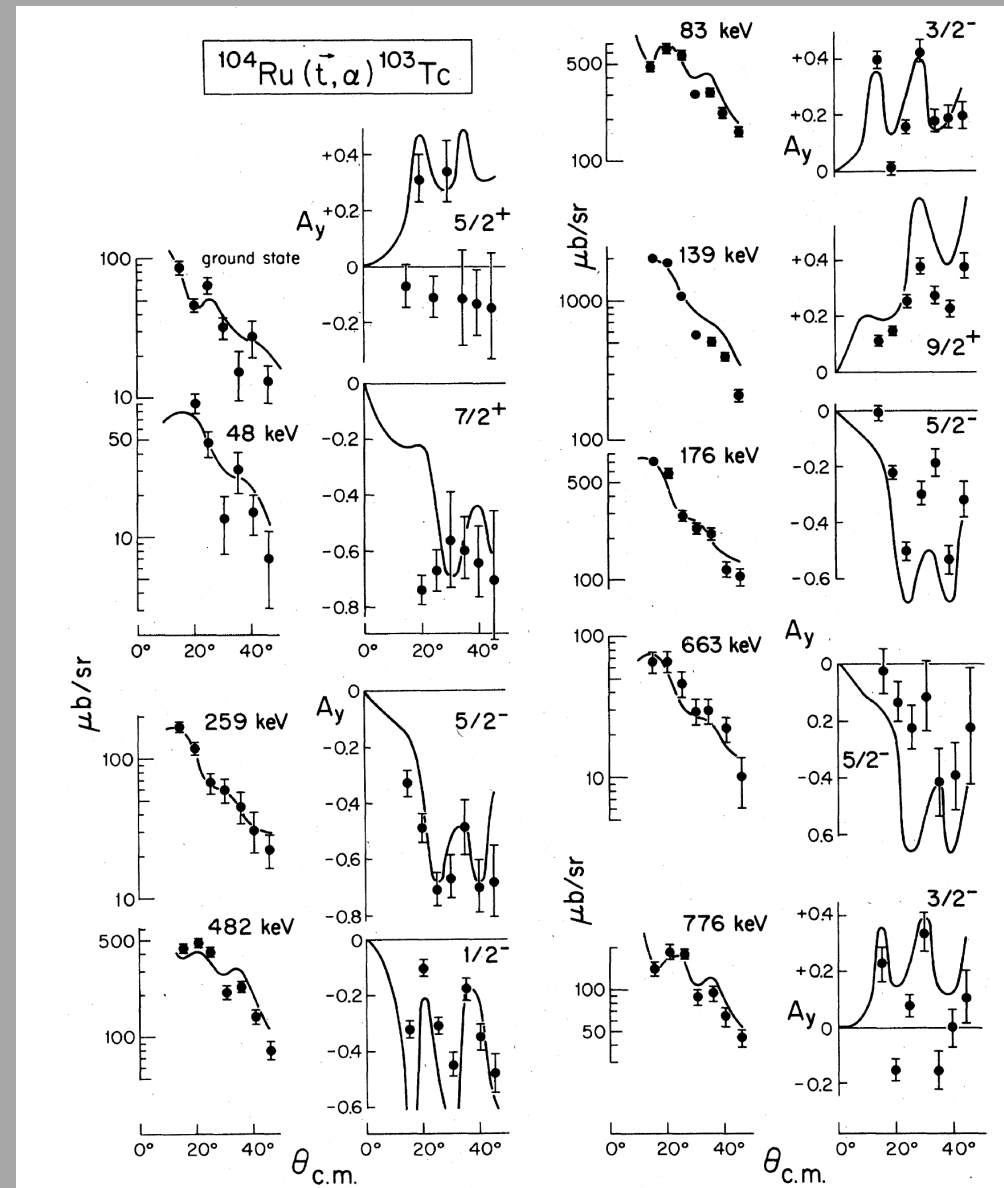 ¹⁰⁴Ru (t⃗, α) ¹⁰³Tc
ground state
100
10
A_y
+0.4
+0.2
0
-0.2
5/2⁺
48 keV
50
10
0° 20° 40°
0
-0.2
-0.4
-0.6
-0.8
7/2⁺
0° 20° 40°
μb/sr
259 keV
100
10
A_y
0
-0.2
-0.4
-0.6
-0.8
5/2⁻
482 keV
500
100
0° 20° 40°
0
-0.2
-0.4
-0.6
1/2⁻
0° 20° 40°
θ_c.m.
83 keV
500
100
A_y
+0.4
+0.2
0
3/2⁻
μb/sr
139 keV
1000
100
+0.4
+0.2
0
9/2⁺
176 keV
500
100
0
-0.2
-0.4
-0.6
5/2⁻
A_y
663 keV
100
10
0
0.2
0.4
0.6
5/2⁻
μb/sr
776 keV
100
50
0° 20° 40°
A_y
+0.4
+0.2
0
-0.2
3/2⁻
0° 20° 40°
θ_c.m.